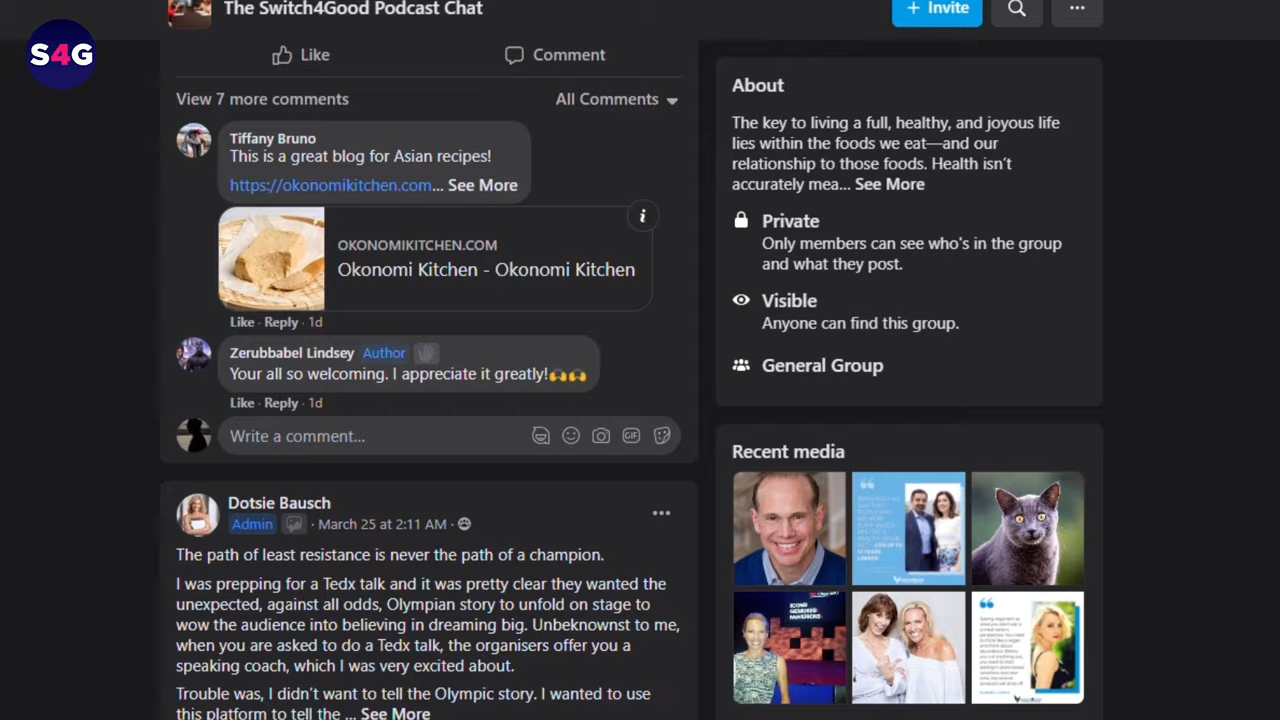 The Switch4Good Podcast Chat
+ Invite
S4G
Like
Comment
View 7 more comments
All Comments
Tiffany Bruno
This is a great blog for Asian recipes!
https://okonomikitchen.com... See More
OKONOMIKITCHEN.COM
Okonomi Kitchen - Okonomi Kitchen
Like · Reply · 1d
Zerubbabel Lindsey Author
Your all so welcoming. I appreciate it greatly!
Like · Reply · 1d
Write a comment...
GIF
Dotsie Bausch
Admin · March 25 at 2:11 AM ·
The path of least resistance is never the path of a champion.
I was prepping for a Tedx talk and it was pretty clear they wanted the
unexpected, against all odds, Olympian story to unfold on stage to
wow the audience into believing in dreaming big. Unbeknownst to me,
when you are asked to do a Tedx talk, the organisers offer you a
speaking coach, which I was very excited about.
Trouble was, I didn't want to tell the Olympic story. I wanted to use
this platform to tell the ... See More
About
The key to living a full, healthy, and joyous life
lies within the foods we eat—and our
relationship to those foods. Health isn't
accurately mea... See More
Private
Only members can see who's in the group
and what they post.
Visible
Anyone can find this group.
General Group
Recent media
ICONS
GENIUSES
MAVERICKS